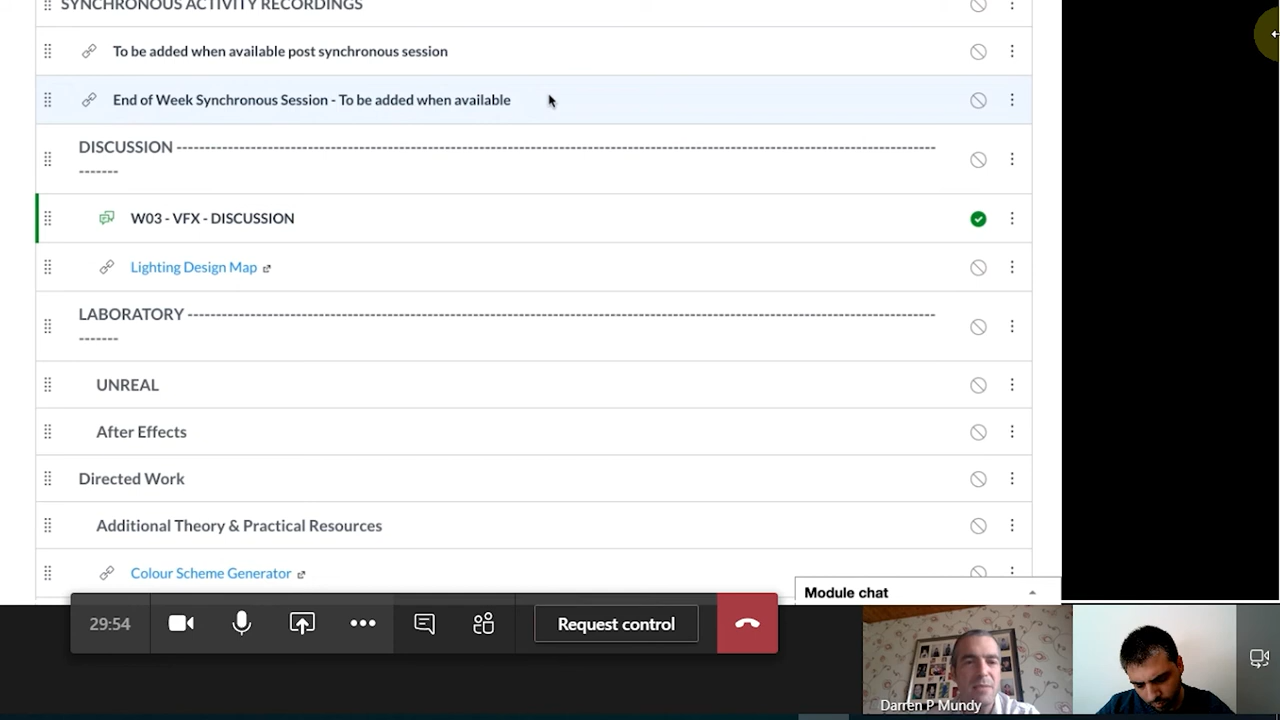 SYNCHRONOUS ACTIVITY RECORDINGS
To be added when available post synchronous session
End of Week Synchronous Session - To be added when available
DISCUSSION --------------------------------------------------------------------------------------------------------------------------------
-------
W03 - VFX - DISCUSSION
Lighting Design Map
LABORATORY ------------------------------------------------------------------------------------------------------------------------------
-------
UNREAL
After Effects
Directed Work
Additional Theory & Practical Resources
Colour Scheme Generator
Module chat
29:54
Request control
Darren P Mundy